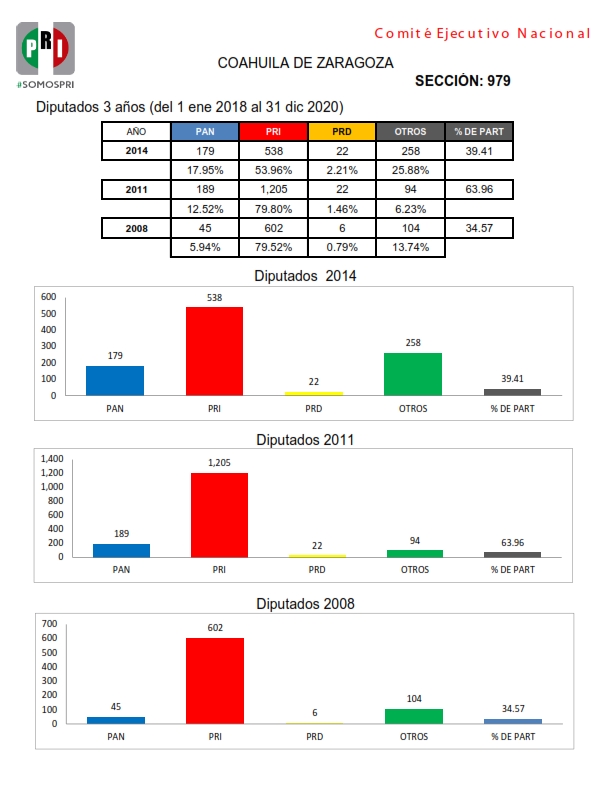 Comité Ejecutivo Nacional
PRI
#SOMOSPRI
COAHUILA DE ZARAGOZA
SECCIÓN: 979
Diputados 3 años (del 1 ene 2018 al 31 dic 2020)
AÑO PAN PRI PRD OTROS % DE PART
2014 179 538 22 258 39.41
17.95% 53.96% 2.21% 25.88%
2011 189 1,205 22 94 63.96
12.52% 79.80% 1.46% 6.23%
2008 45 602 6 104 34.57
5.94% 79.52% 0.79% 13.74%
Diputados 2014
600
500
400
300
200
100
0
179 538 22 258 39.41
PAN PRI PRD OTROS % DE PART
Diputados 2011
1,400
1,200
1,000
800
600
400
200
0
189 1,205 22 94 63.96
PAN PRI PRD OTROS % DE PART
Diputados 2008
700
600
500
400
300
200
100
0
45 602 6 104 34.57
PAN PRI PRD OTROS % DE PART